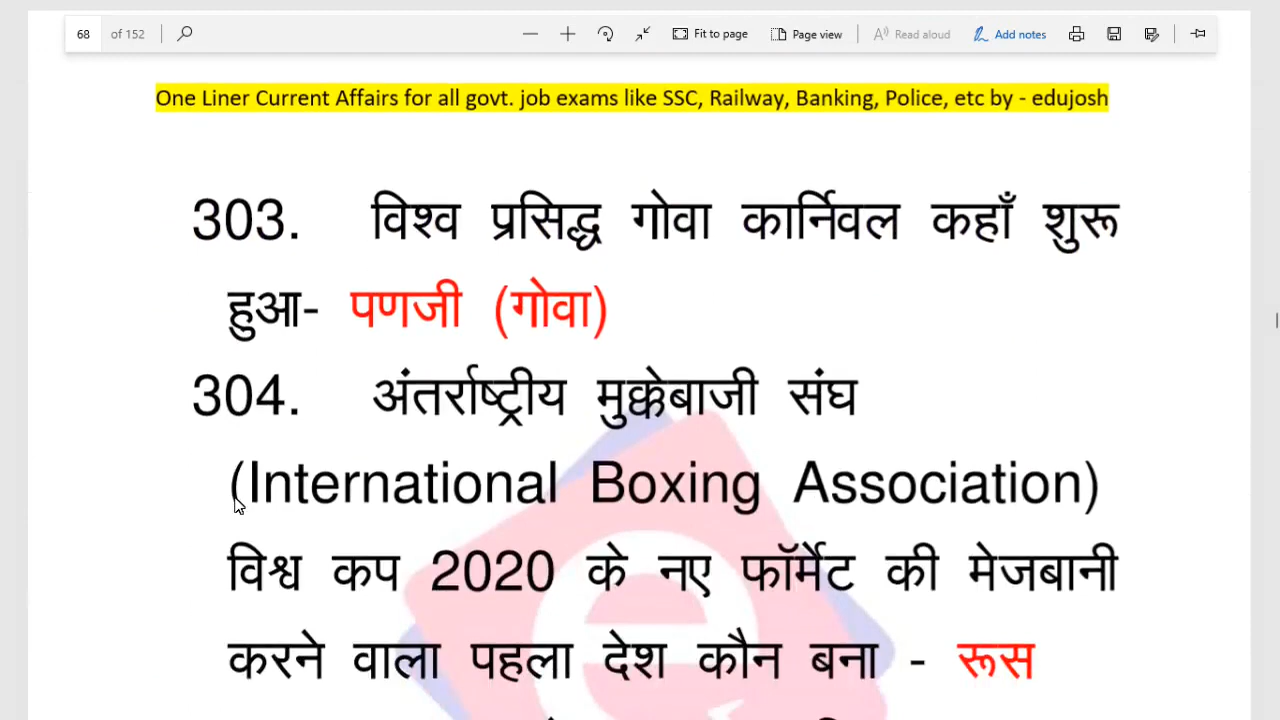 68 of 152 Fit to page Page view Read aloud Add notes
One Liner Current Affairs for all govt. job exams like SSC, Railway, Banking, Police, etc by - edujosh
303. विश्व प्रसिद्ध गोवा कार्निवल कहाँ शुरू
हुआ- पणजी (गोवा)
304. अंतर्राष्ट्रीय मुक्केबाजी संघ
(International Boxing Association)
विश्व कप 2020 के नए फॉर्मेट की मेजबानी
करने वाला पहला देश कौन बना - रूस